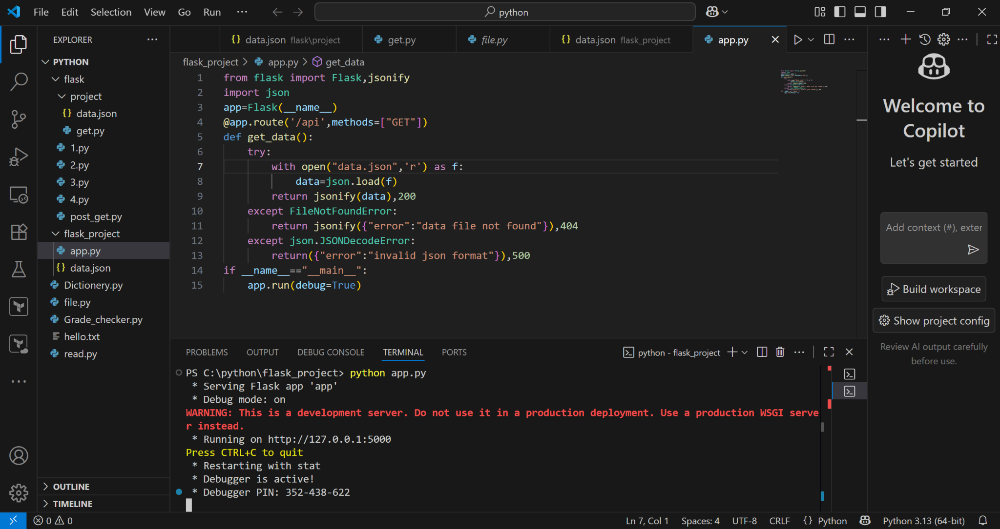 File Edit Selection View Go Run ··· python
EXPLORER ···
PYTHON
flask
project
{} data.json
get.py
1.py
2.py
3.py
4.py
post_get.py
flask_project
app.py
{} data.json
Dictionery.py
file.py
Grade_checker.py
hello.txt
read.py
OUTLINE
TIMELINE
{} data.json flask\project get.py file.py {} data.json flask_project app.py
flask_project > app.py > get_data
1 from flask import Flask,jsonify
2 import json
3 app=Flask(__name__)
4 @app.route('/api',methods=["GET"])
5 def get_data():
6 try:
7 with open("data.json",'r') as f:
8 data=json.load(f)
9 return jsonify(data),200
10 except FileNotFoundError:
11 return jsonify({"error":"data file not found"}),404
12 except json.JSONDecodeError:
13 return({"error":"invalid json format"}),500
14 if __name__=="__main__":
15 app.run(debug=True)
PROBLEMS OUTPUT DEBUG CONSOLE TERMINAL PORTS python - flask_project
PS C:\python\flask_project> python app.py
* Serving Flask app 'app'
* Debug mode: on
WARNING: This is a development server. Do not use it in a production deployment. Use a production WSGI serve
r instead.
* Running on http://127.0.0.1:5000
Press CTRL+C to quit
* Restarting with stat
* Debugger is active!
* Debugger PIN: 352-438-622
Welcome to
Copilot
Let's get started
Add context (#), exter
Build workspace
Show project config
Review AI output carefully
before use.
0 0 Ln 7, Col 1 Spaces: 4 UTF-8 CRLF {} Python Python 3.13 (64-bit)